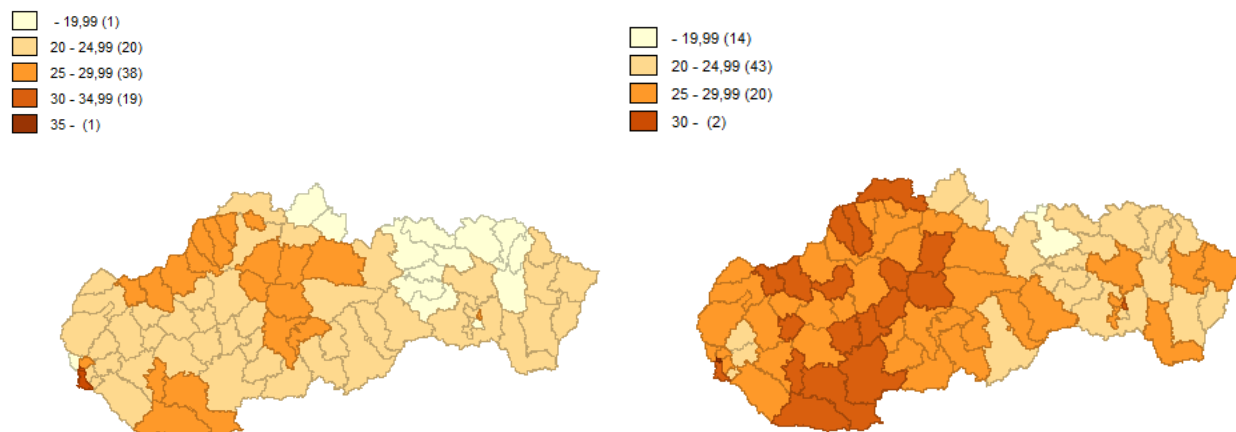 - 19,99 (1)
20 - 24,99 (20)
25 - 29,99 (38)
30 - 34,99 (19)
35 - (1)
- 19,99 (14)
20 - 24,99 (43)
25 - 29,99 (20)
30 - (2)